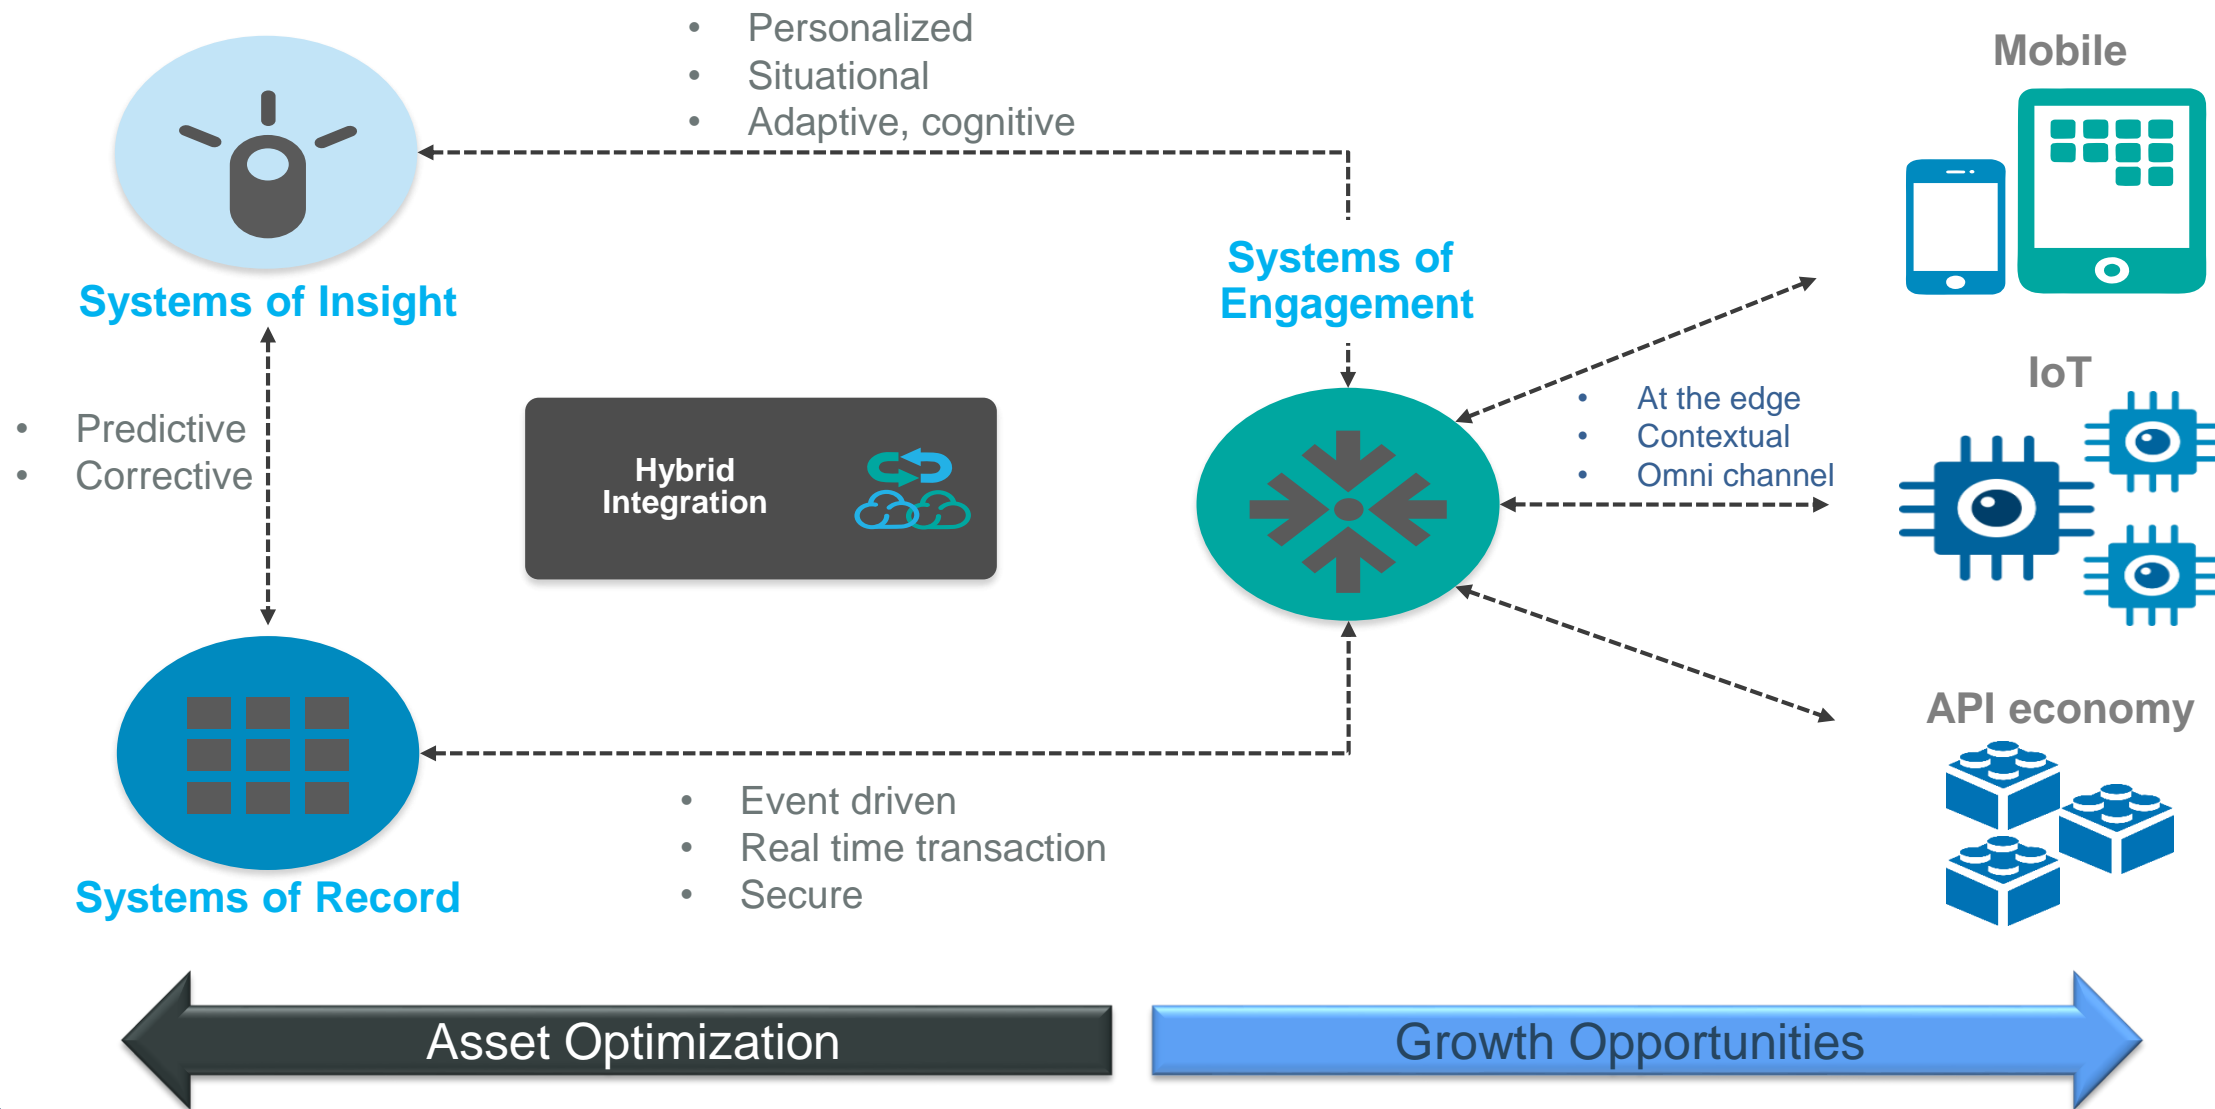 • Personalized
• Situational
• Adaptive, cognitive
Mobile
Systems of
Engagement
Systems of Insight
IoT
• At the edge
• Contextual
• Omni channel
• Predictive
• Corrective
Hybrid
Integration
API economy
• Event driven
• Real time transaction
• Secure
Systems of Record
Asset Optimization
Growth Opportunities